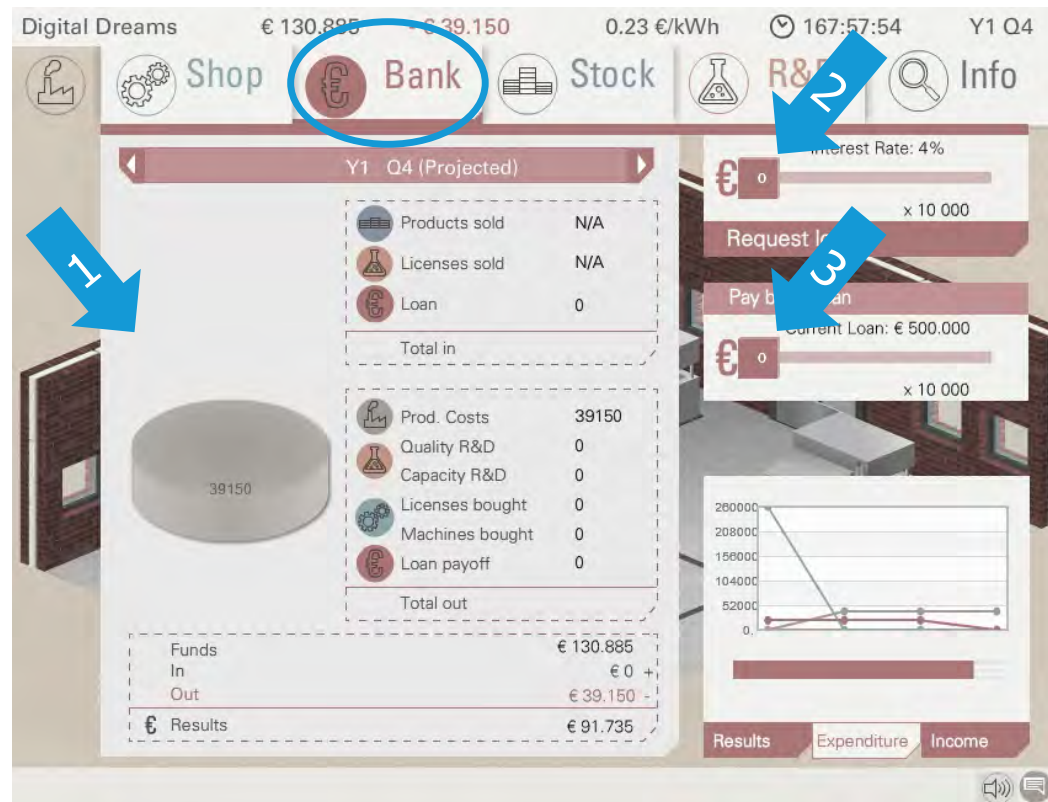 Digital Dreams € 130.885 - € 39.150 0.23 €/kWh 167:57:54 Y1 Q4
Shop Bank Stock R& Info
2
Y1 Q4 (Projected)
Interest Rate: 4%
€ 0
x 10 000
Request
1
Products sold N/A
Licenses sold N/A
Loan 0
Total in
3
Pay b an
Current Loan: € 500.000
€ 0
x 10 000
Prod. Costs 39150
Quality R&D 0
Capacity R&D 0
Licenses bought 0
Machines bought 0
Loan payoff 0
Total out
39150
260000
208000
156000
104000
52000
0.
Funds € 130.885
In € 0 +
Out € 39.150 -
€ Results € 91.735
Results Expenditure Income